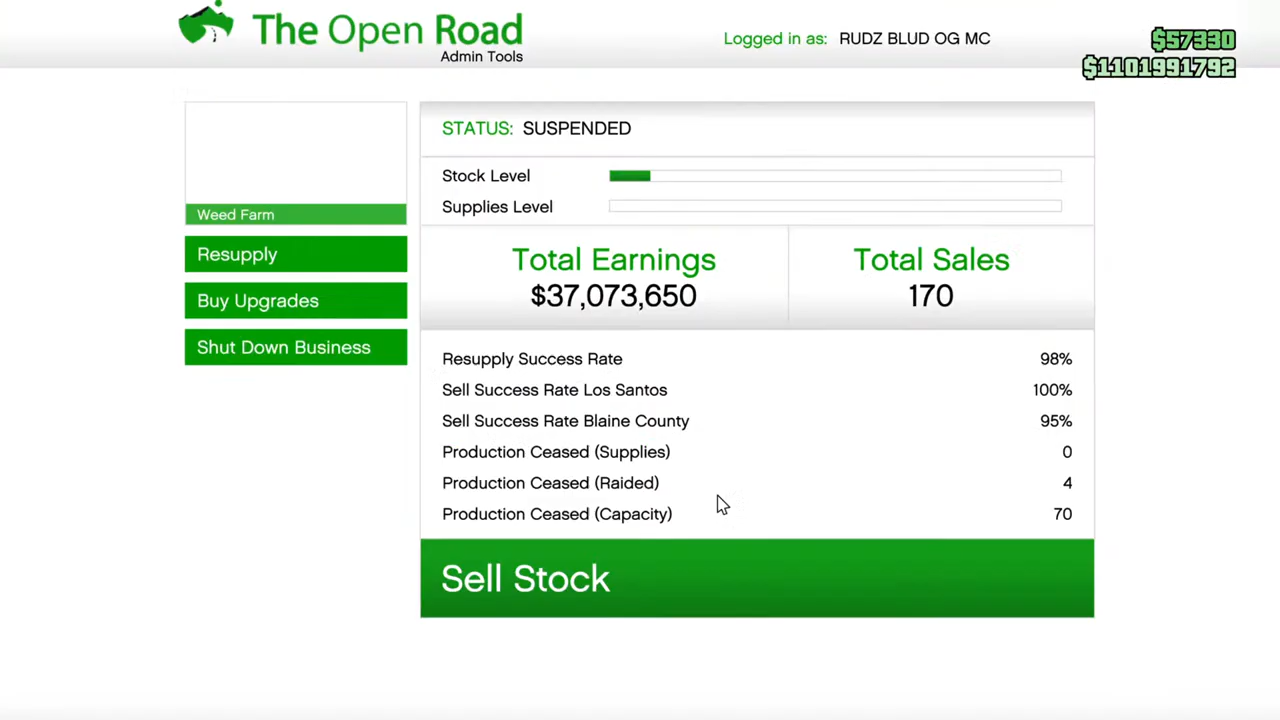 The Open Road
Admin Tools
Logged in as: RUDZ BLUD OG MC
$57330
$1101991792
Weed Farm
Resupply
Buy Upgrades
Shut Down Business
STATUS: SUSPENDED
Stock Level
Supplies Level
Total Earnings
$37,073,650
Total Sales
170
Resupply Success Rate 98%
Sell Success Rate Los Santos 100%
Sell Success Rate Blaine County 95%
Production Ceased (Supplies) 0
Production Ceased (Raided) 4
Production Ceased (Capacity) 70
Sell Stock